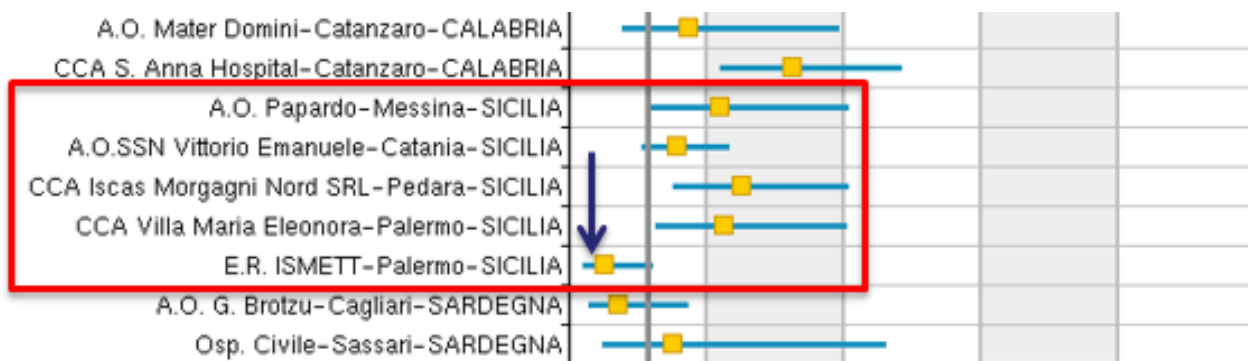 A.O. Mater Domini-Catanzaro-CALABRIA
CCA S. Anna Hospital-Catanzaro-CALABRIA
A.O. Papardo-Messina-SICILIA
A.O.SSN Vittorio Emanuele-Catania-SICILIA
CCA Iscas Morgagni Nord SRL-Pedara-SICILIA
CCA Villa Maria Eleonora-Palermo-SICILIA
E.R. ISMETT-Palermo-SICILIA
A.O. G. Brotzu-Cagliari-SARDEGNA
Osp. Civile-Sassari-SARDEGNA